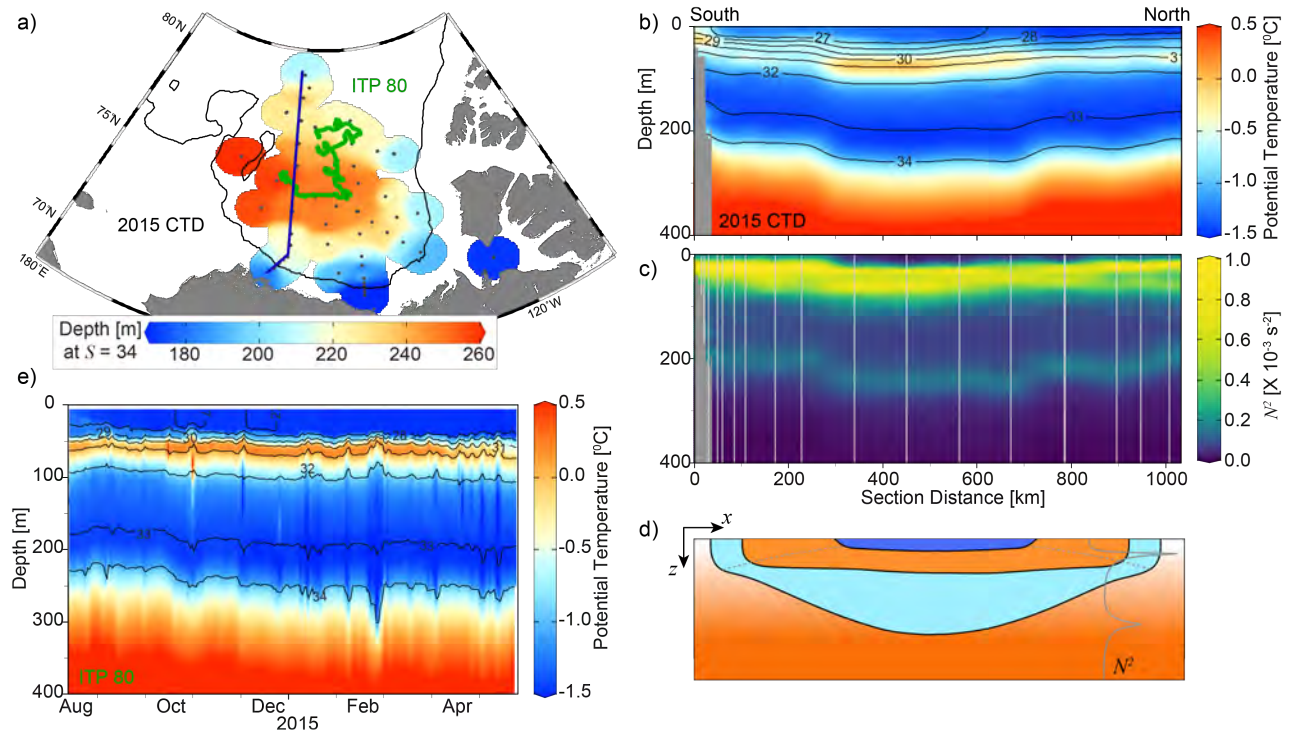 a)
80°N
75°N
70°N
180°E
120°W
ITP 80
2015 CTD
Depth [m]
at S = 34
180
200
220
240
260
b)
South
North
0
200
400
Depth [m]
27
28
29
30
31
32
33
34
2015 CTD
0.5
0.0
-0.5
-1.0
-1.5
Potential Temperature [⁰C]
c)
0
200
400
0
200
400
600
800
1000
Section Distance [km]
1.0
0.8
0.6
0.4
0.2
0.0
N² [X 10⁻³ s⁻²]
d)
x
z
N²
e)
0
100
200
300
400
Depth [m]
29
28
31
32
33
34
ITP 80
Aug
Oct
Dec
Feb
Apr
2015
0.5
0.0
-0.5
-1.0
-1.5
Potential Temperature [⁰C]